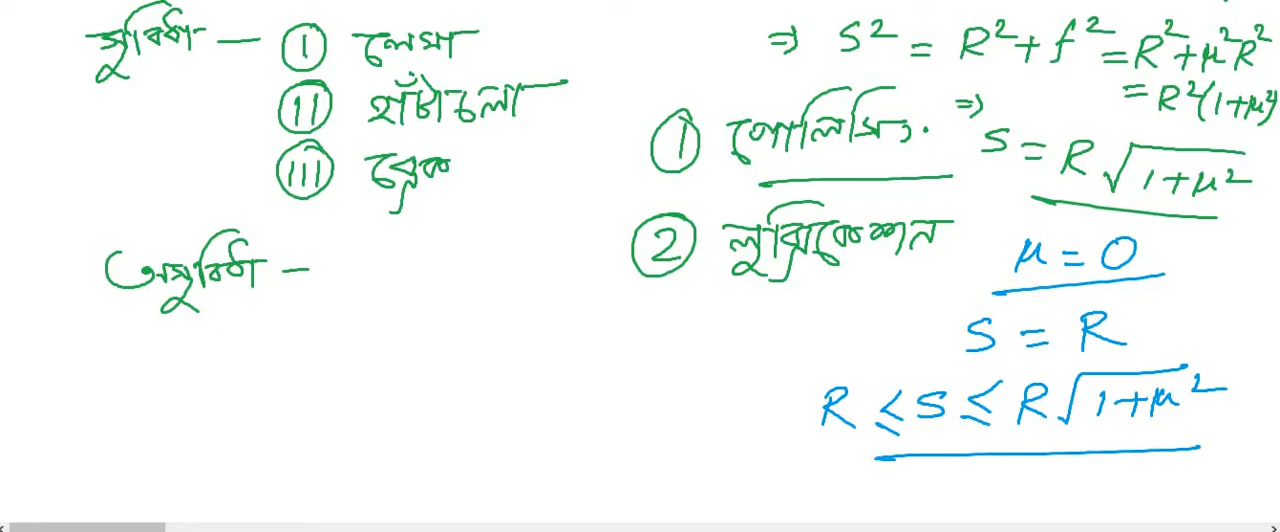 সুবিধা — (i) লেখা
(ii) হাঁটাচলা
(iii) ব্রেক
অসুবিধা —
(1) পোলিসিং
(2) লুব্রিকেশন
=> S² = R² + f² = R² + μ²R²
= R²(1+μ²)
=> S = R√(1+μ²)
μ = 0
S = R
R ≤ S ≤ R√(1+μ²)